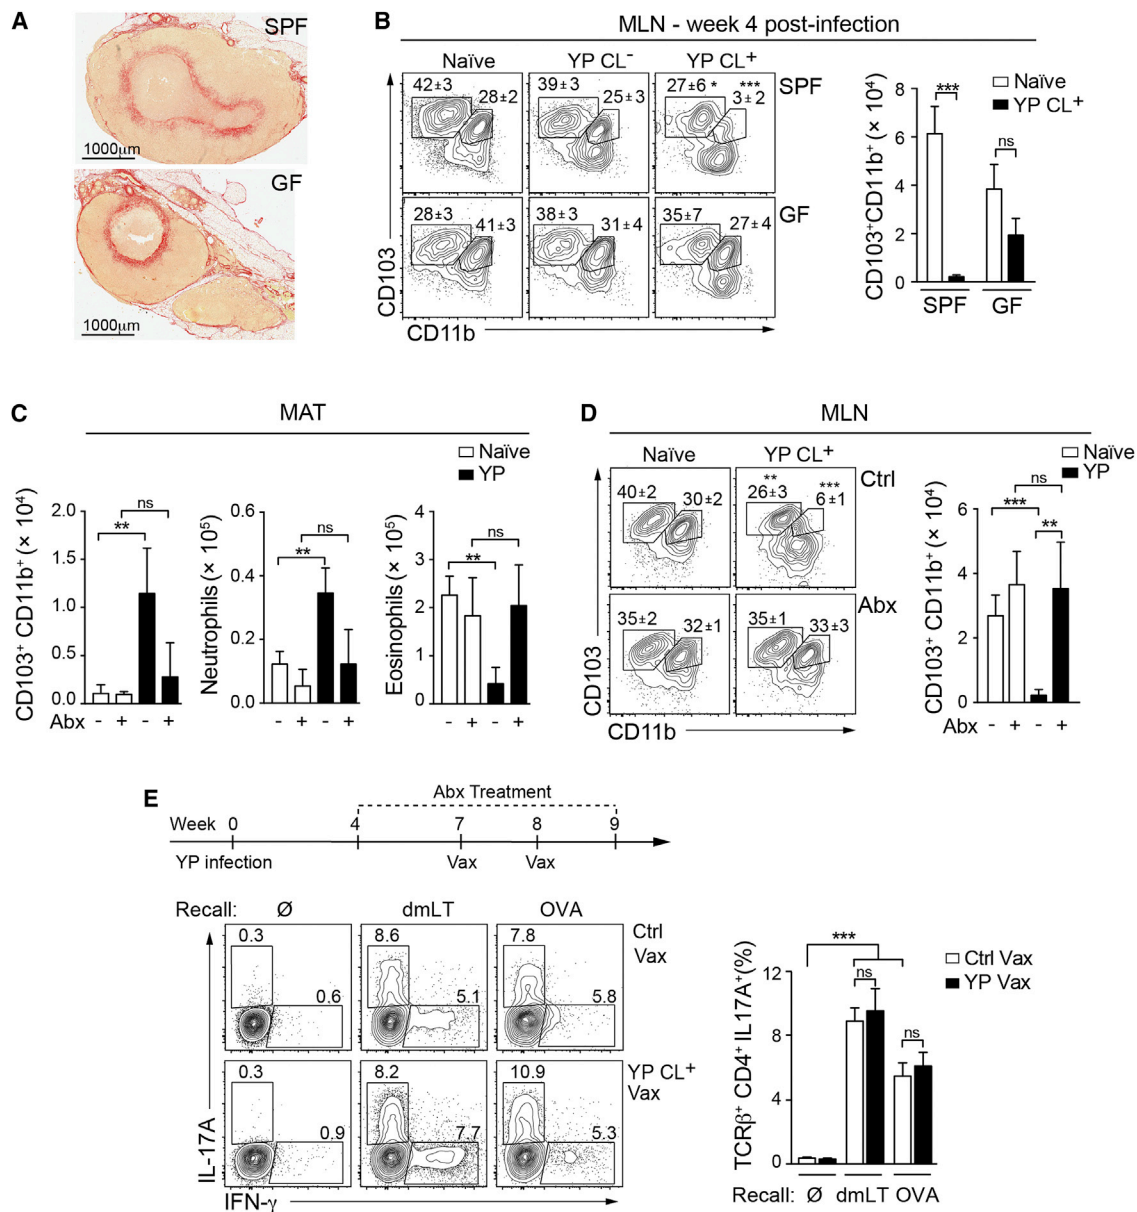 A
SPF
1000μm
GF
1000μm
B
MLN - week 4 post-infection
Naïve
YP CL-
YP CL+
42±3
28±2
39±3
25±3
27±6 *
***
3±2
SPF
28±3
41±3
38±3
31±4
35±7
27±4
GF
CD103
CD11b
Naïve
YP CL+
CD103+CD11b+ (× 10⁴)
8
6
4
2
0
***
ns
SPF
GF
C
MAT
Naïve
YP
CD103+ CD11b+ (× 10⁴)
2.0
1.5
1.0
0.5
0.0
**
ns
Abx
- + - +
Neutrophils (× 10⁵)
0.6
0.4
0.2
0.0
**
ns
- + - +
Eosinophils (× 10⁵)
3
2
1
0
**
ns
- + - +
D
MLN
Naïve
YP CL+
40±2
30±2
**
26±3
***
6±1
Ctrl
35±2
32±1
35±1
33±3
Abx
CD103
CD11b
Naïve
YP
CD103+ CD11b+ (× 10⁴)
6
4
2
0
ns
***
**
Abx
- + - +
E
Abx Treatment
Week 0 4 7 8 9
YP infection
Vax
Vax
Recall:
Ø
dmLT
OVA
0.3
0.6
8.6
5.1
7.8
5.8
Ctrl
Vax
0.3
0.9
8.2
7.7
10.9
5.3
YP CL+
Vax
IL-17A
IFN-γ
Ctrl Vax
YP Vax
TCRβ+ CD4+ IL17A+(%)
12
8
4
0
***
ns
ns
Recall: Ø dmLT OVA